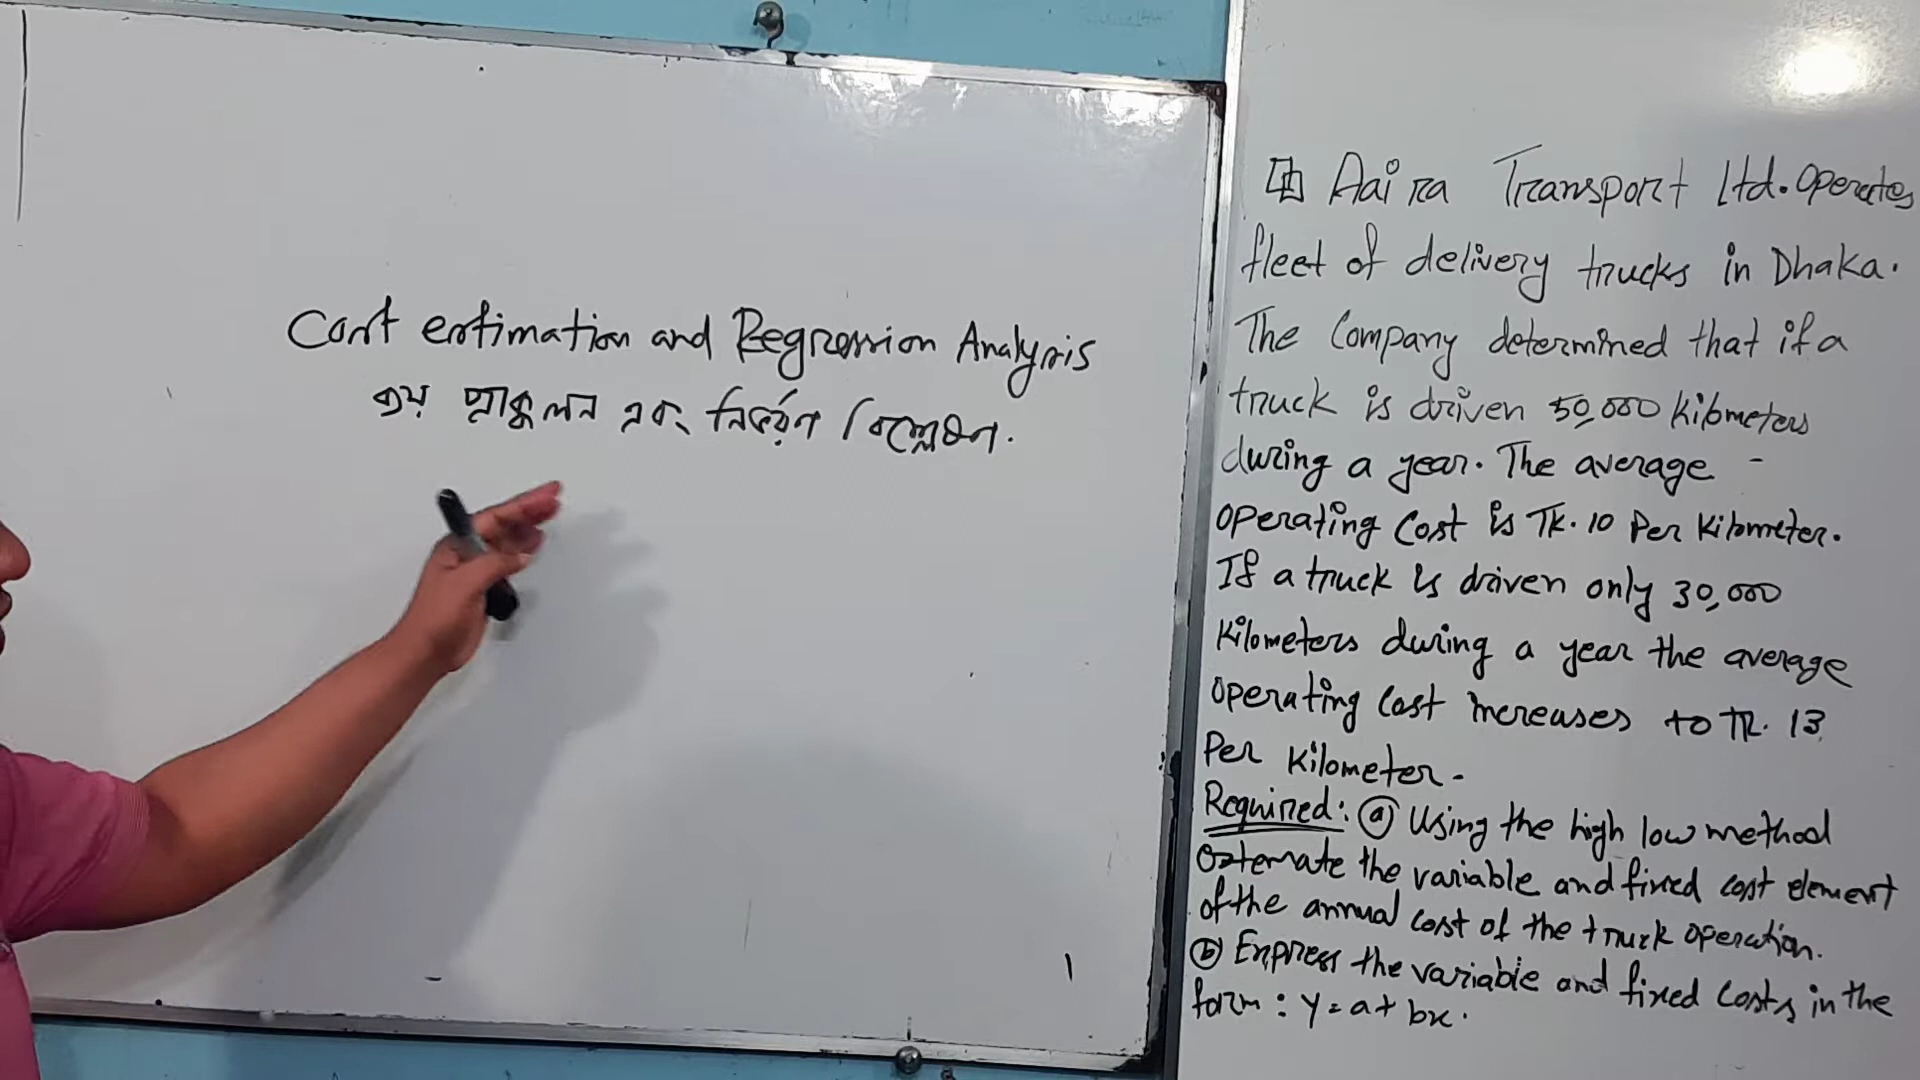 Cost estimation and Regression Analysis
ব্যয় প্রাক্কলন এবং নির্ভরণ বিশ্লেষণ.
Aaira Transport Ltd. Operates
fleet of delivery trucks in Dhaka.
The Company determined that if a
truck is driven 50,000 kilometers
during a year. The average -
operating Cost is Tk. 10 Per Kilometer.
If a truck is driven only 30,000
Kilometers during a year the average
operating Cost increases to TK. 13
Per Kilometer -
Required: (a) Using the high low method
the variable and fixed cost element
of the annual cost of the truck operation.
(b) Express the variable and fixed costs in the
form : Y = a + bx.